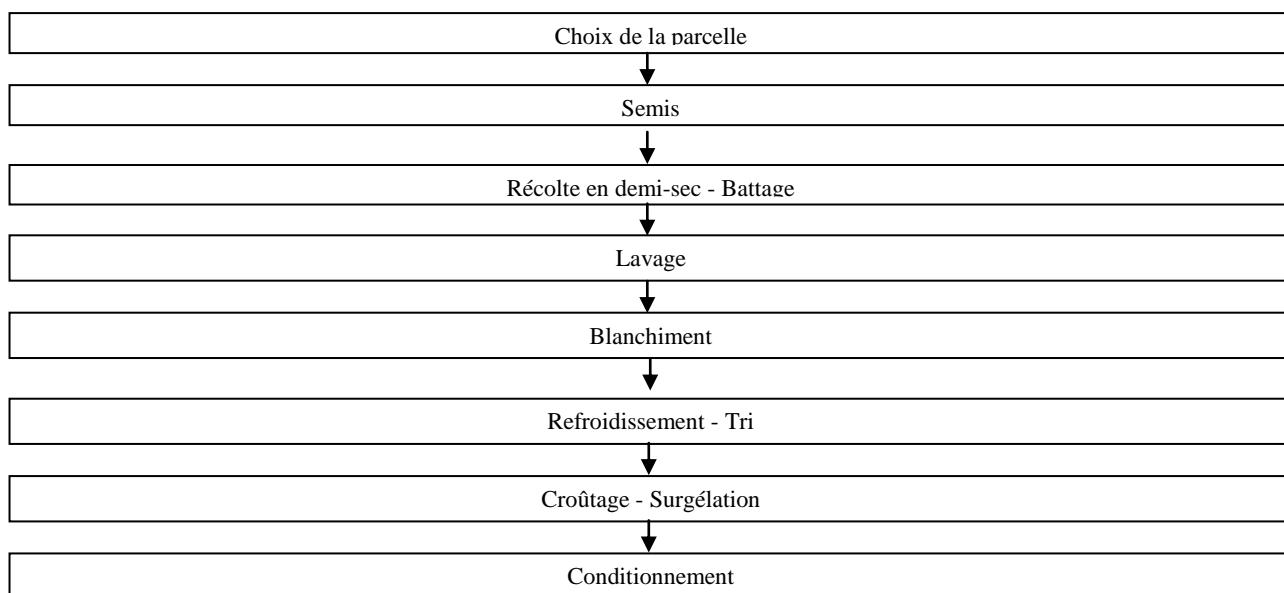 Choix de la parcelle
Semis
Récolte en demi-sec - Battage
Lavage
Blanchiment
Refroidissement - Tri
Croûtage - Surgélation
Conditionnement